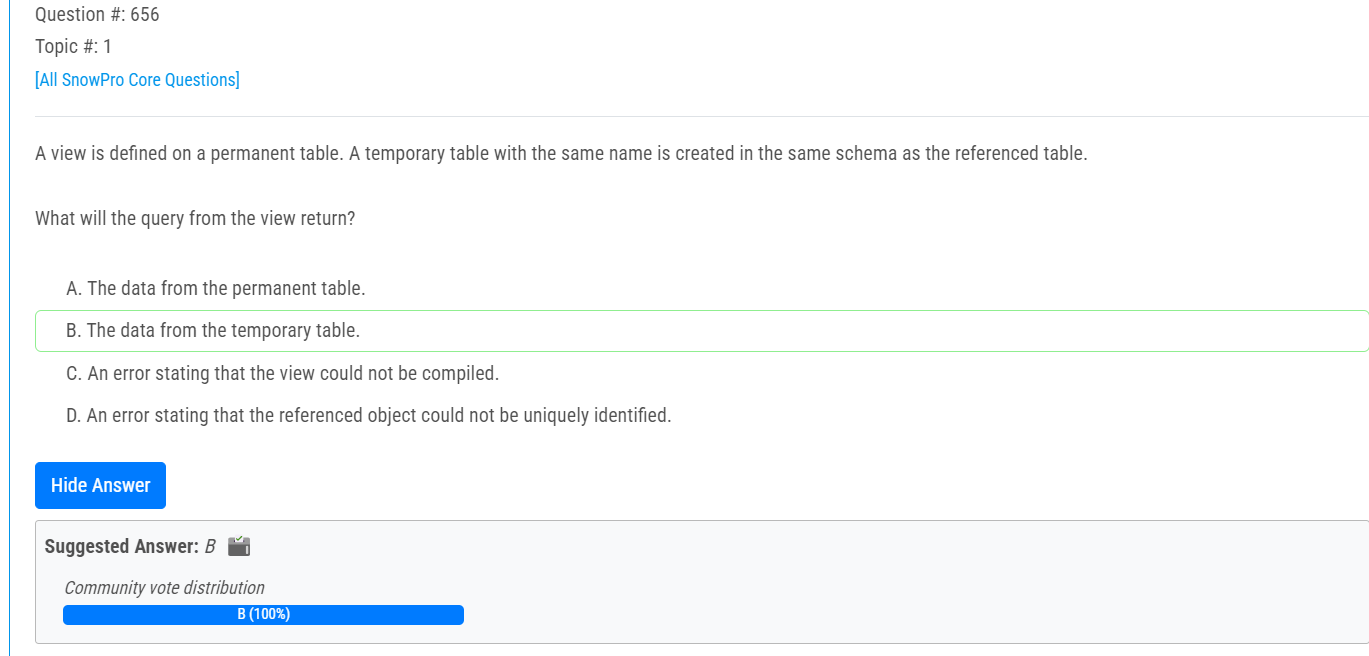 Question #: 656
Topic #: 1
[All SnowPro Core Questions]
A view is defined on a permanent table. A temporary table with the same name is created in the same schema as the referenced table.
What will the query from the view return?
A. The data from the permanent table.
B. The data from the temporary table.
C. An error stating that the view could not be compiled.
D. An error stating that the referenced object could not be uniquely identified.
Hide Answer
Suggested Answer: B
Community vote distribution
B (100%)